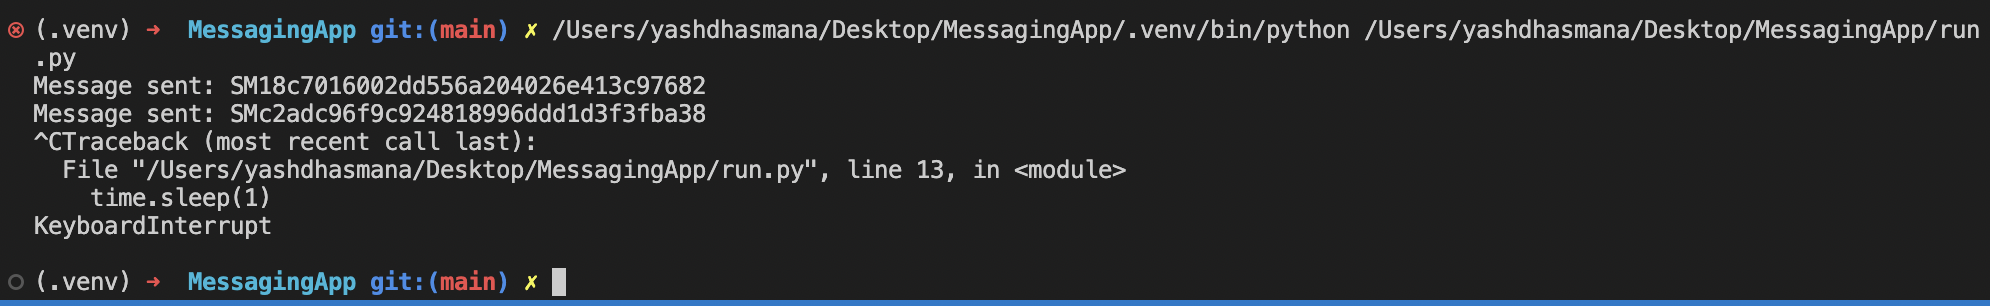 (.venv) → MessagingApp git:(main) ✗ /Users/yashdhasmana/Desktop/MessagingApp/.venv/bin/python /Users/yashdhasmana/Desktop/MessagingApp/run
.py
Message sent: SM18c7016002dd556a204026e413c97682
Message sent: SMc2adc96f9c924818996ddd1d3f3fba38
^CTraceback (most recent call last):
  File "/Users/yashdhasmana/Desktop/MessagingApp/run.py", line 13, in <module>
    time.sleep(1)
KeyboardInterrupt
(.venv) → MessagingApp git:(main) ✗